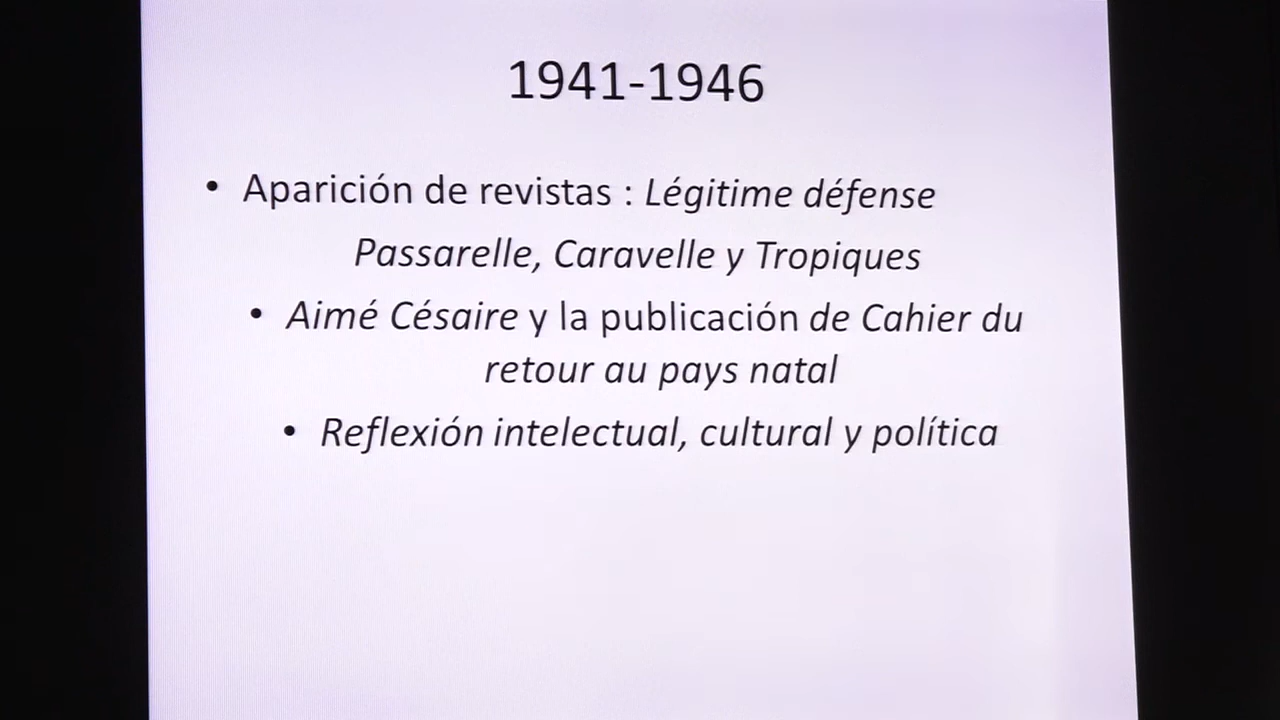 1941-1946
• Aparición de revistas : Légitime défense
Passarelle, Caravelle y Tropiques
• Aimé Césaire y la publicación de Cahier du
retour au pays natal
• Reflexión intelectual, cultural y política